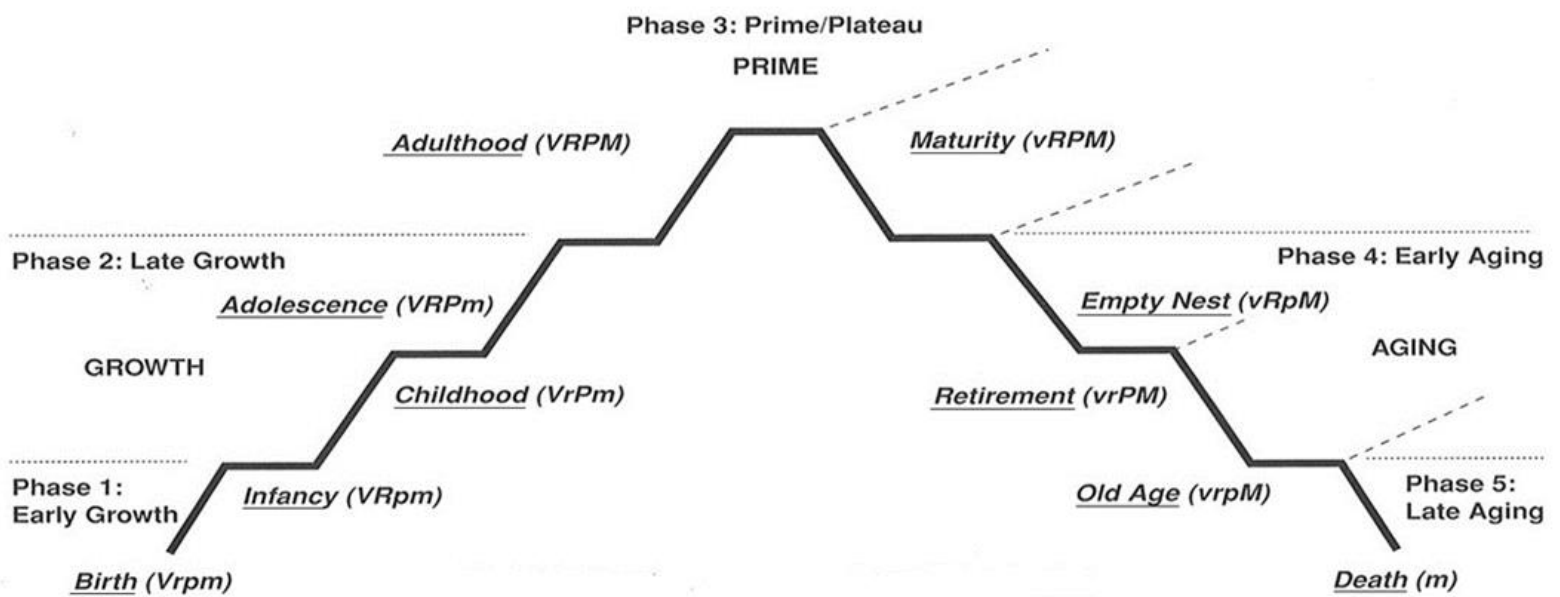 Phase 3: Prime/Plateau
PRIME
Adulthood (VRPM)
Maturity (vRPM)
Phase 2: Late Growth
Phase 4: Early Aging
Adolescence (VRPm)
Empty Nest (vRpM)
GROWTH
AGING
Childhood (VrPm)
Retirement (vrPM)
Phase 1:
Early Growth
Infancy (VRpm)
Old Age (vrpM)
Phase 5:
Late Aging
Birth (Vrpm)
Death (m)